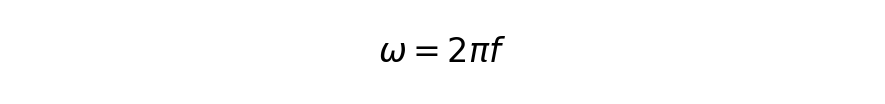 ω = 2πf